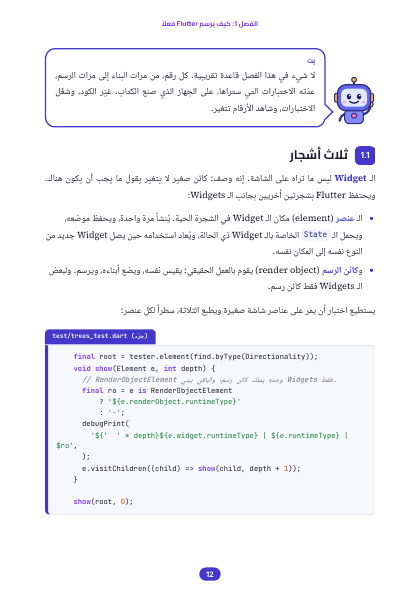 الفصل 1: كيف يرسم Flutter فعلًا
بِت
لا شيء في هذا الفصل قاعدة تقريبية. كل رقم، من مرات البناء إلى مرات الرسم،
عدّته الاختبارات التي ستراها، على الجهاز الذي صنع الكتاب. غيّر الكود، وشغّل
الاختبارات، وشاهد الأرقام تتغير.
1.1 ثلاث أشجار
الـ Widget ليس ما تراه على الشاشة. إنه وصف: كائن صغير لا يتغير يقول ما يجب أن يكون هناك.
ويحتفظ Flutter بشجرتين أخريين بجانب الـ Widgets:
• الـ عنصر (element) مكان الـ Widget في الشجرة الحية. يُنشأ مرة واحدة، ويحفظ موضعه،
ويحمل الـ State الخاصة بالـ Widget ذي الحالة، ويُعاد استخدامه حين يصل Widget جديد من
النوع نفسه إلى المكان نفسه.
• وكائن الرسم (render object) يقوم بالعمل الحقيقي: يقيس نفسه، ويضع أبناءه، ويرسم. ولبعض
الـ Widgets فقط كائن رسم.
يستطيع اختبار أن يمر على عناصر شاشة صغيرة ويطبع الثلاثة، سطرًا لكل عنصر:
test/trees_test.dart (جزء)
final root = tester.element(find.byType(Directionality));
void show(Element e, int depth) {
// RenderObjectElement وحده يملك كائن رسم؛ والباقي يبني Widgets فقط.
final ro = e is RenderObjectElement
? '${e.renderObject.runtimeType}'
: '-';
debugPrint(
'${'  ' * depth}${e.widget.runtimeType} | ${e.runtimeType} |
$ro',
);
e.visitChildren((child) => show(child, depth + 1));
}
show(root, 0);
12